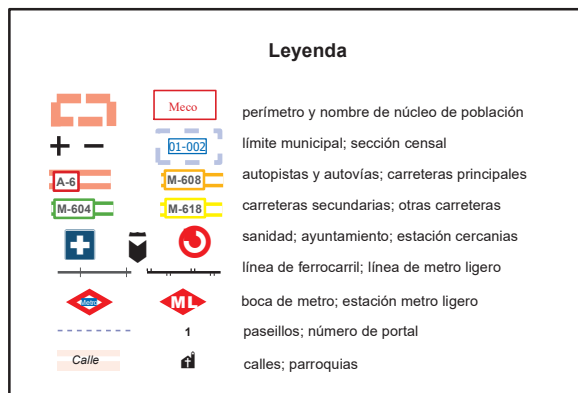 Leyenda
Meco
perímetro y nombre de núcleo de población
01-002
límite municipal; sección censal
A-6
M-608
autopistas y autovías; carreteras principales
M-604
M-618
carreteras secundarias; otras carreteras
sanidad; ayuntamiento; estación cercanias
línea de ferrocarril; línea de metro ligero
Metro
ML
boca de metro; estación metro ligero
1
paseillos; número de portal
Calle
calles; parroquias